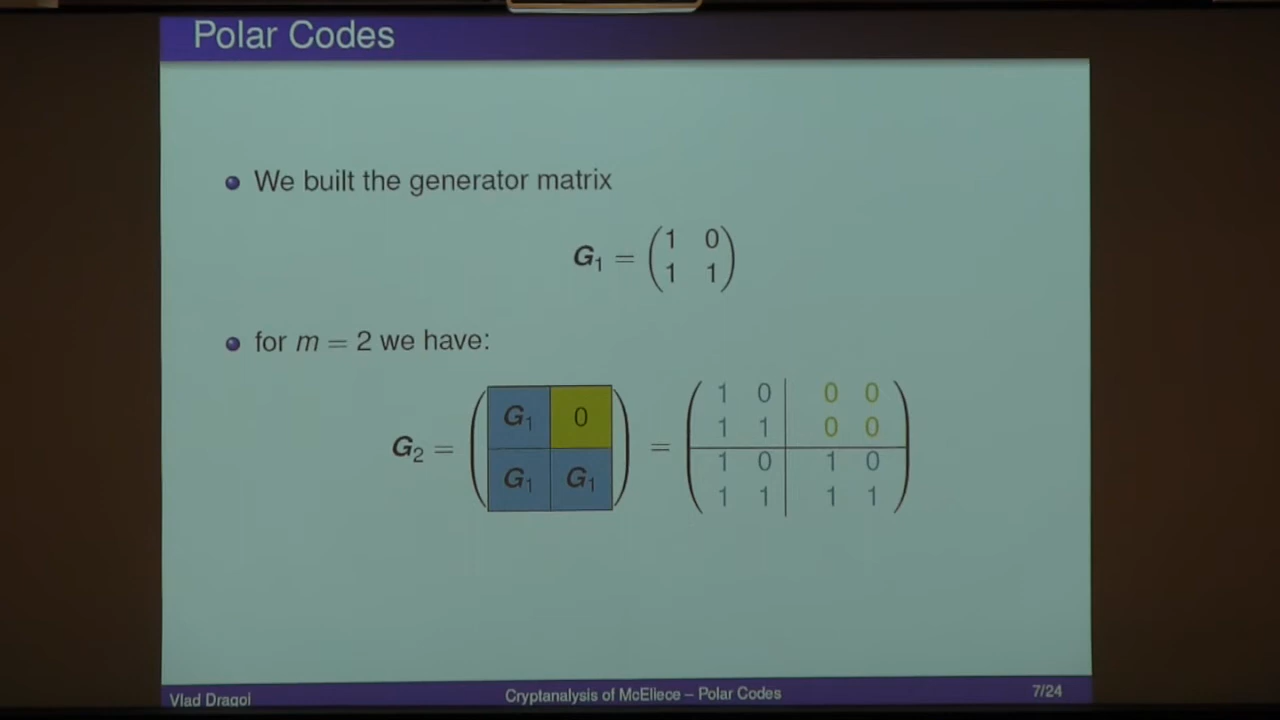 Polar Codes
We built the generator matrix
G₁ = (1 0
1 1)
for m = 2 we have:
G₂ = (G₁ 0
G₁ G₁) = (1 0 | 0 0
1 1 | 0 0
1 0 | 1 0
1 1 | 1 1)
Vlad Dragoi Cryptanalysis of McEliece – Polar Codes 7/24